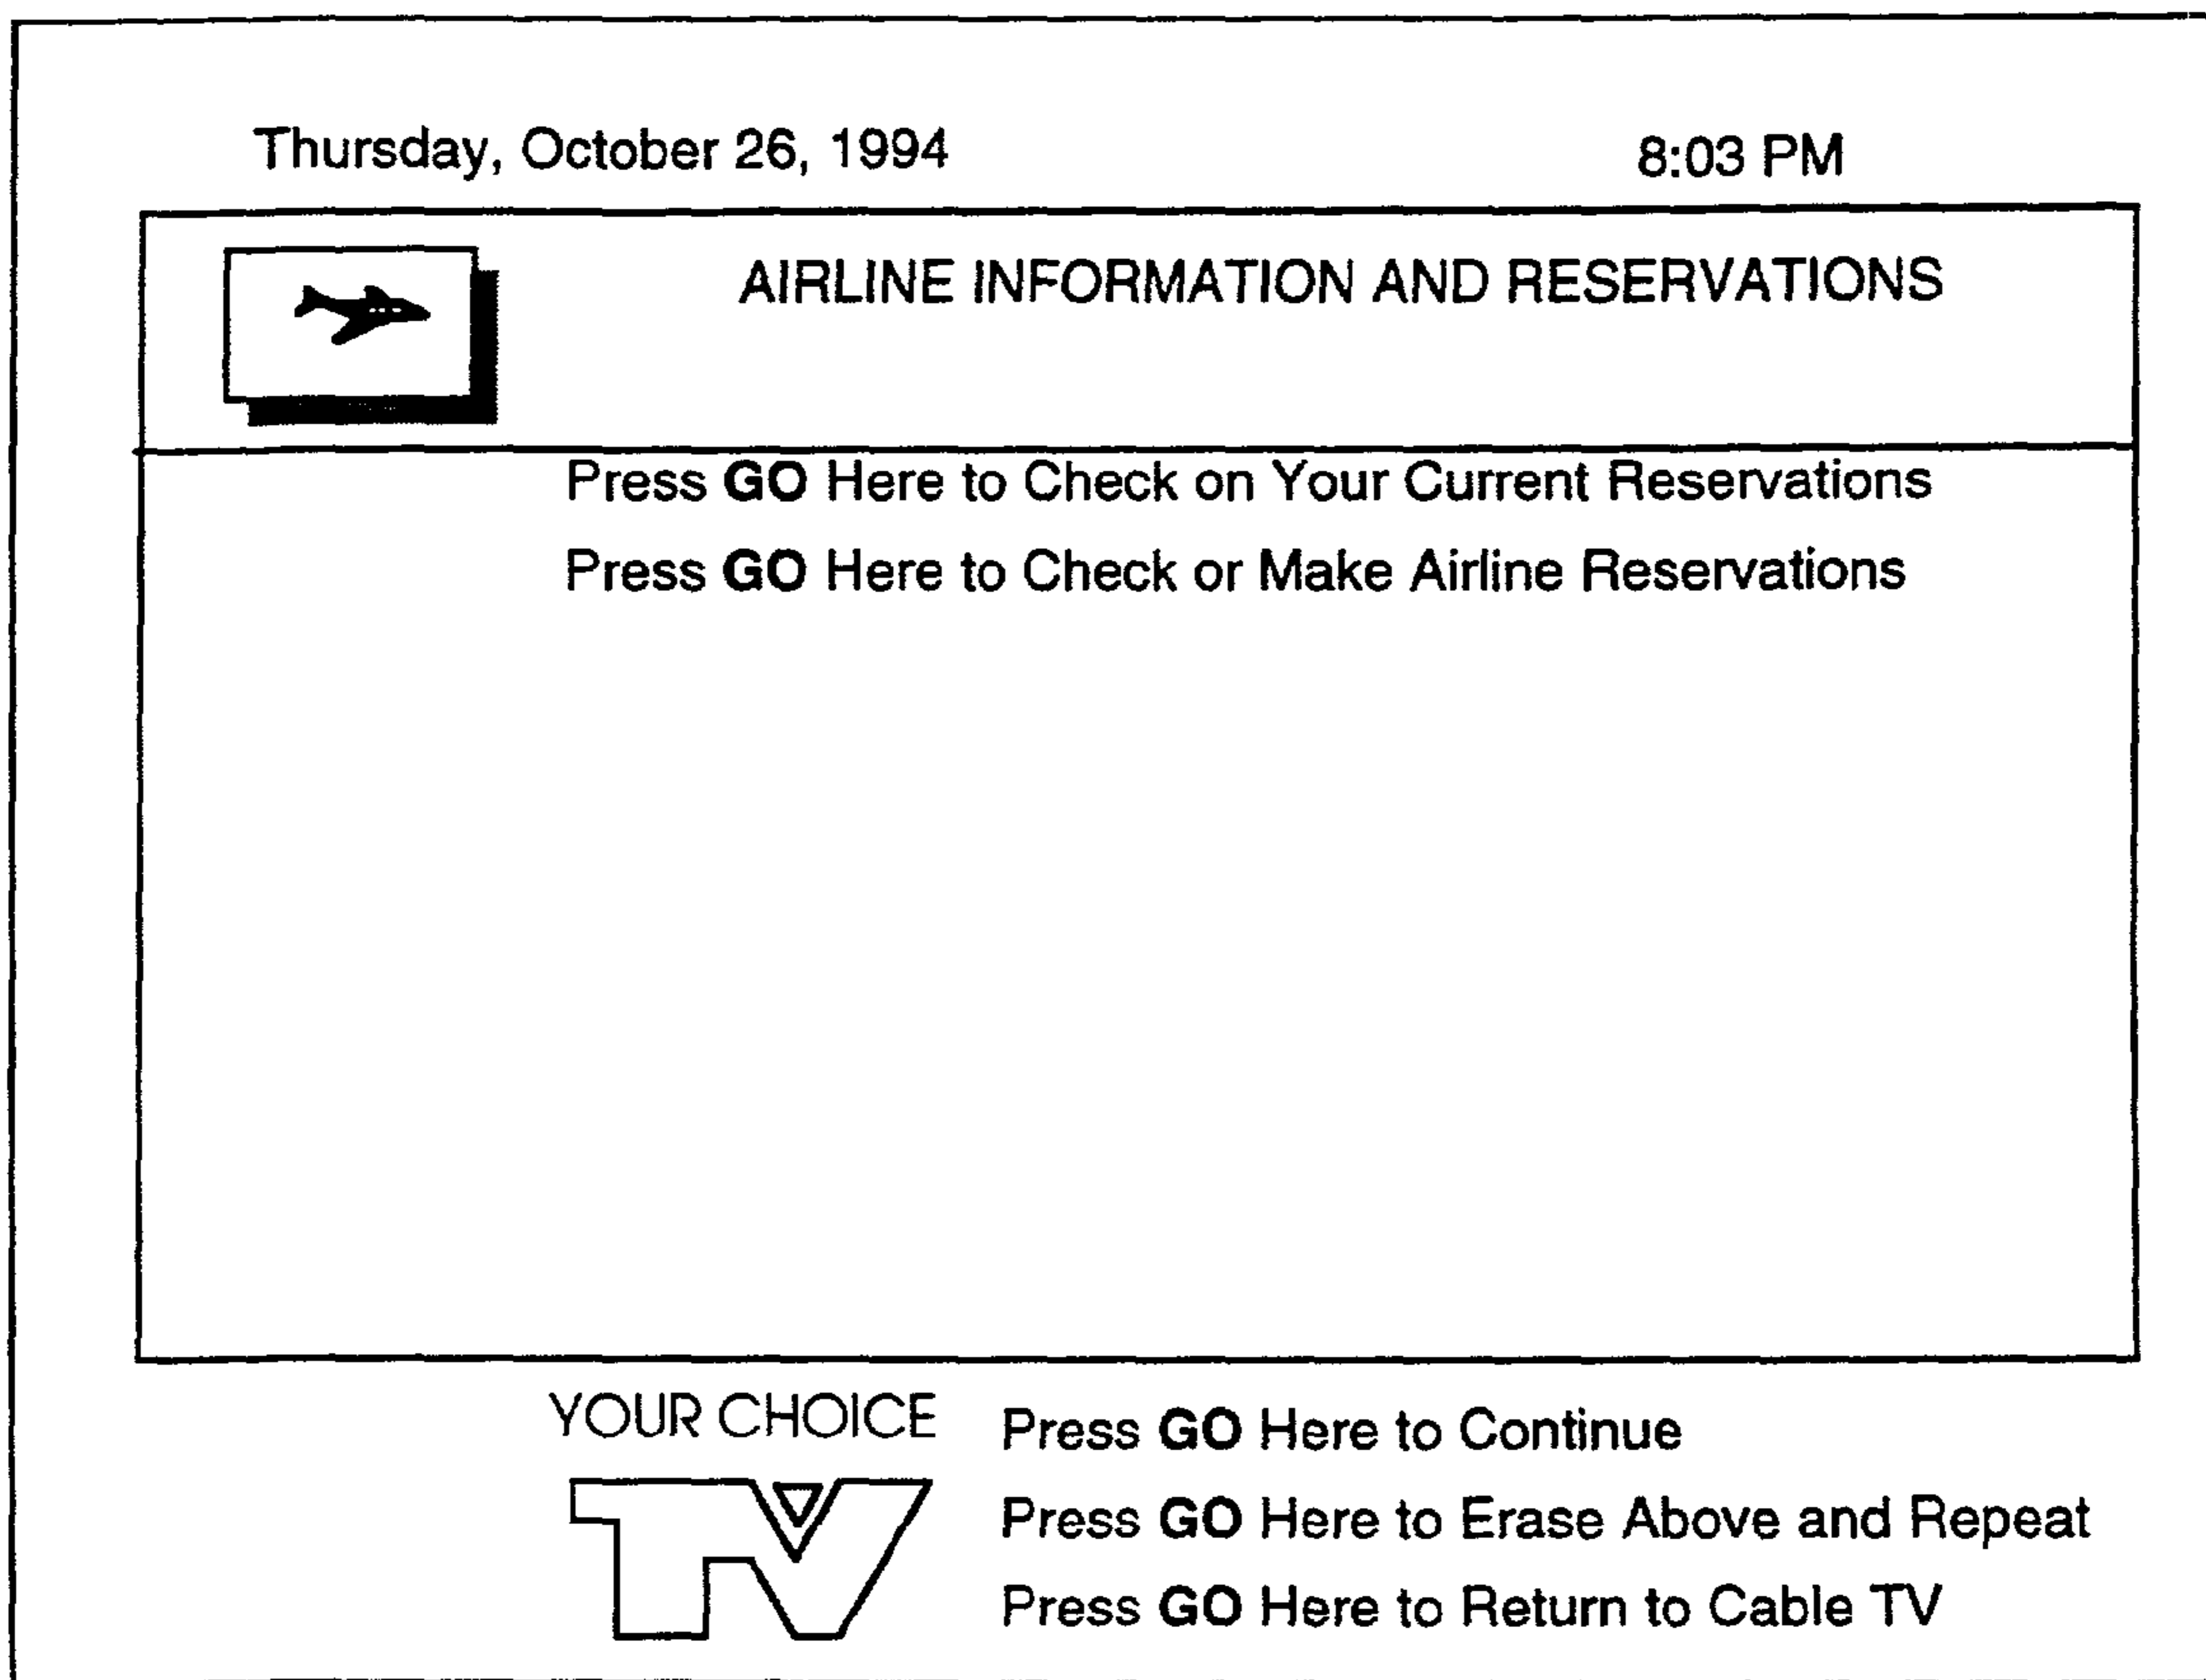 Thursday, October 26, 1994 8:03 PM
AIRLINE INFORMATION AND RESERVATIONS
Press GO Here to Check on Your Current Reservations
Press GO Here to Check or Make Airline Reservations
YOUR CHOICE
TV
Press GO Here to Continue
Press GO Here to Erase Above and Repeat
Press GO Here to Return to Cable TV